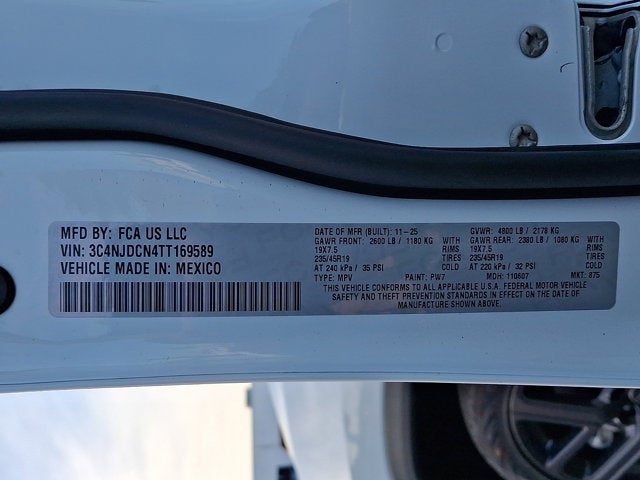 MFD BY: FCA US LLC
VIN: 3C4NJDCN4TT169589
VEHICLE MADE IN: MEXICO
DATE OF MFR (BUILT): 11-25 GVWR: 4800 LB / 2178 KG
GAWR FRONT: 2600 LB / 1180 KG WITH GAWR REAR: 2380 LB / 1080 KG WITH
19X7.5 RIMS 19X7.5 RIMS
235/45R19 TIRES 235/45R19 TIRES
AT 240 kPa / 35 PSI COLD AT 220 kPa / 32 PSI COLD
TYPE: MPV PAINT: PW7 MDH: 110607 MKT: 875
THIS VEHICLE CONFORMS TO ALL APPLICABLE U.S.A. FEDERAL MOTOR VEHICLE
SAFETY AND THEFT PREVENTION STANDARDS IN EFFECT ON THE DATE OF
MANUFACTURE SHOWN ABOVE.